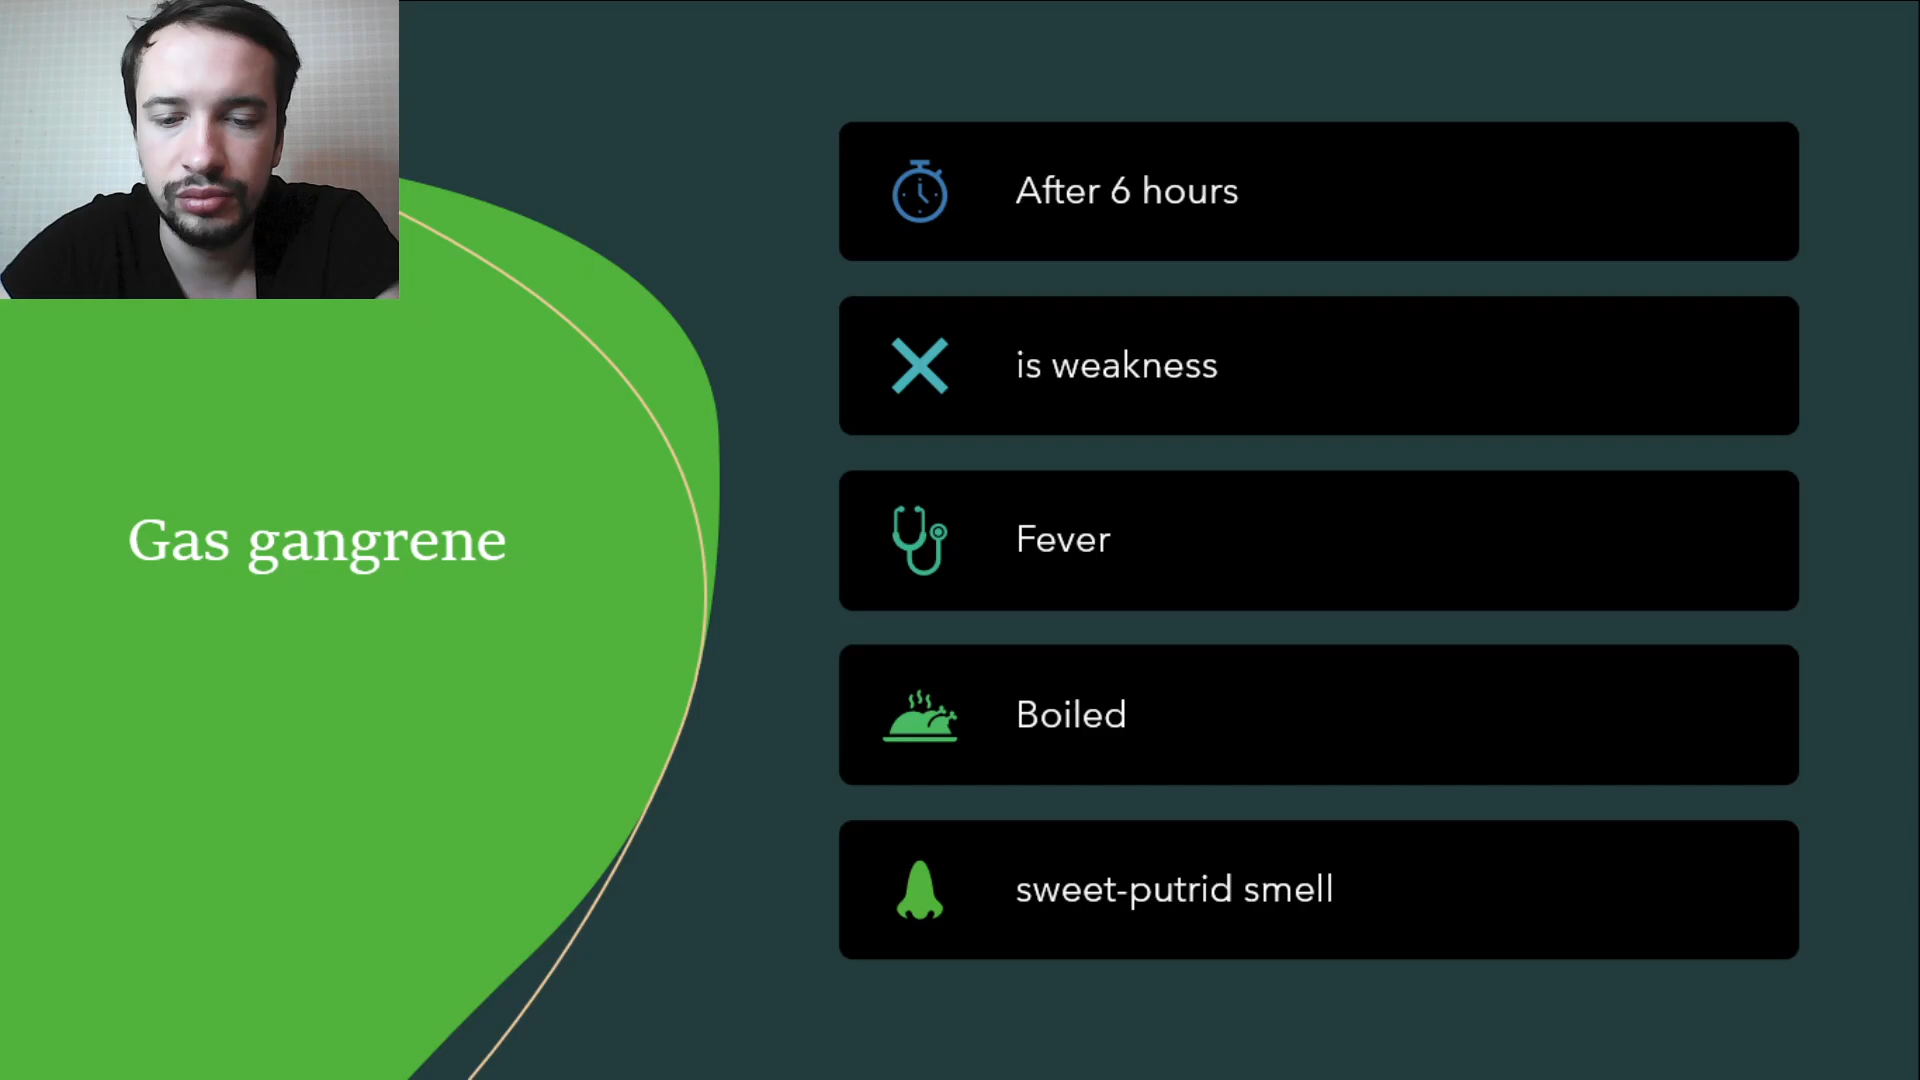 Gas gangrene
After 6 hours
is weakness
Fever
Boiled
sweet-putrid smell